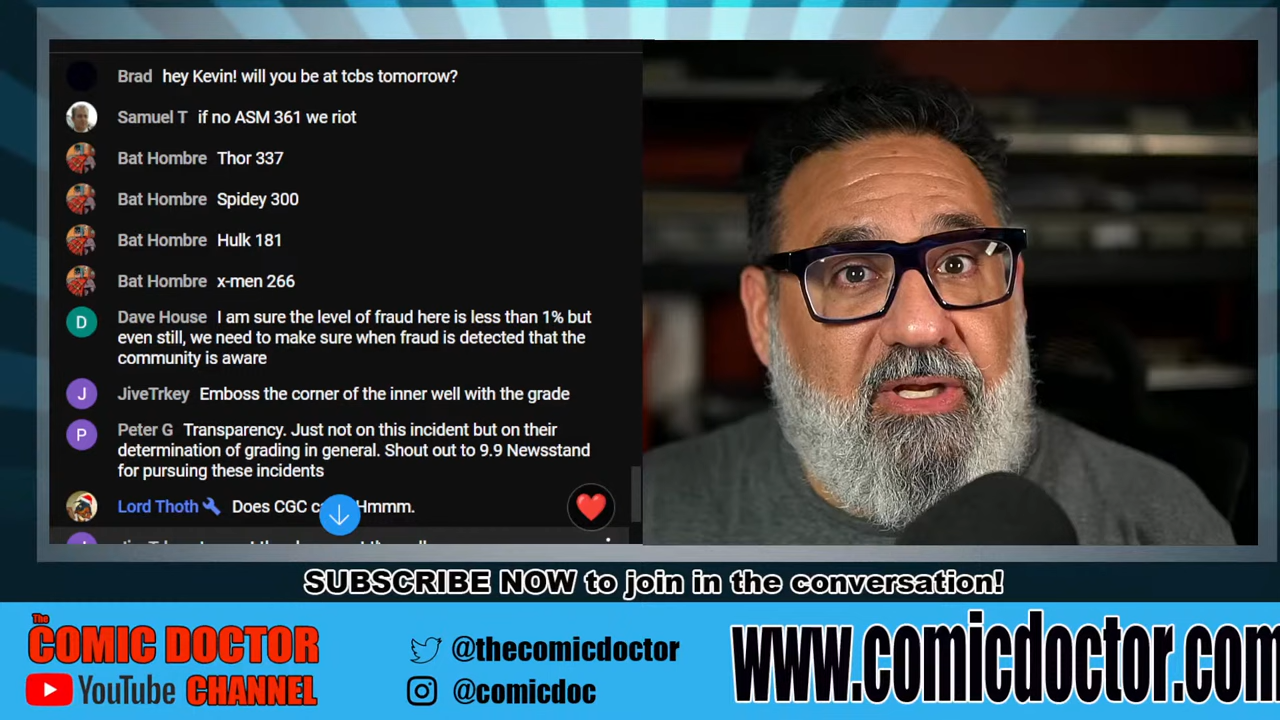 Brad hey Kevin! will you be at tcbs tomorrow?
Samuel T if no ASM 361 we riot
Bat Hombre Thor 337
Bat Hombre Spidey 300
Bat Hombre Hulk 181
Bat Hombre x-men 266
D Dave House I am sure the level of fraud here is less than 1% but
even still, we need to make sure when fraud is detected that the
community is aware
J JiveTrkey Emboss the corner of the inner well with the grade
P Peter G Transparency. Just not on this incident but on their
determination of grading in general. Shout out to 9.9 Newsstand
for pursuing these incidents
Lord Thoth Does CGC Hmmm.
SUBSCRIBE NOW to join in the conversation!
The
COMIC DOCTOR
YouTube CHANNEL
@thecomicdoctor
@comicdoc
www.comicdoctor.com